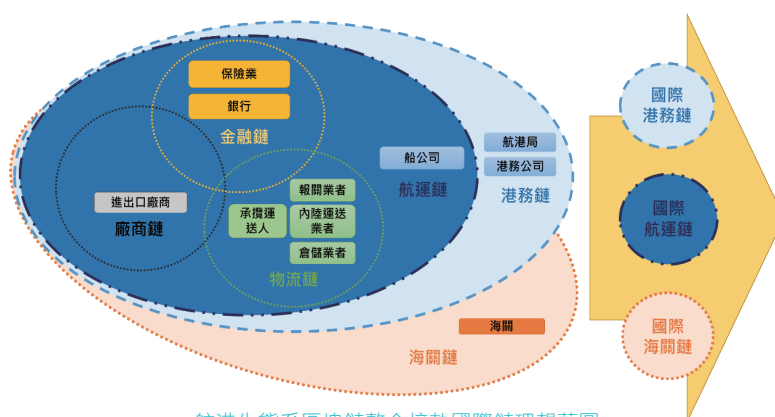 保險業
銀行
金融鏈
進出口廠商
廠商鏈
報關業者
承攬運
送人
內陸運送
業者
倉儲業者
物流鏈
船公司
航運鏈
航港局
港務公司
港務鏈
海關
海關鏈
國際
港務鏈
國際
航運鏈
國際
海關鏈